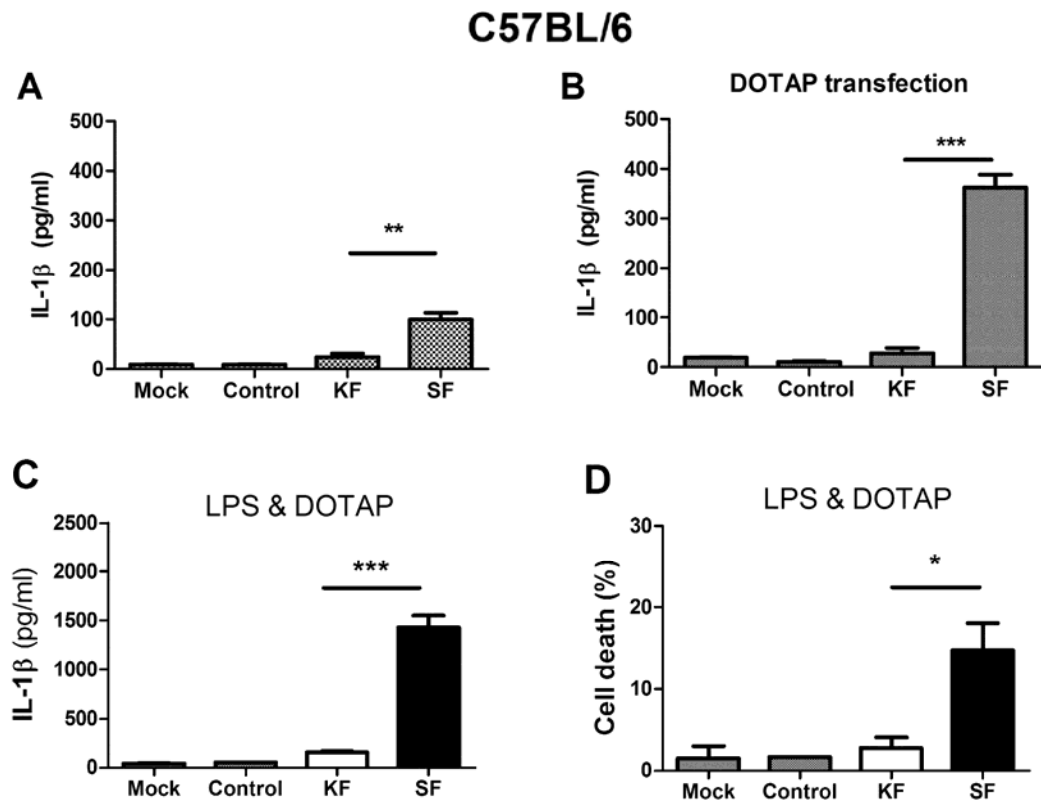 C57BL/6
A
500
400
300
200
100
0
IL-1β (pg/ml)
**
Mock Control KF SF
B
DOTAP transfection
500
400
300
200
100
0
IL-1β (pg/ml)
***
Mock Control KF SF
C
LPS & DOTAP
2500
2000
1500
1000
500
0
IL-1β (pg/ml)
***
Mock Control KF SF
D
LPS & DOTAP
30
20
10
0
Cell death (%)
*
Mock Control KF SF